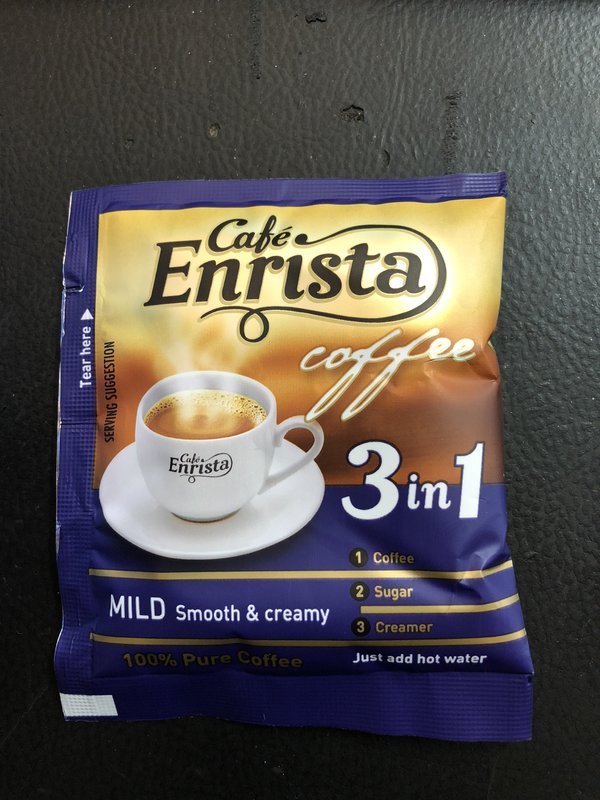 Café
Enrista
coffee
Tear here
SERVING SUGGESTION
Café
Enrista
3in1
1 Coffee
2 Sugar
3 Creamer
MILD Smooth & creamy
100% Pure Coffee
Just add hot water